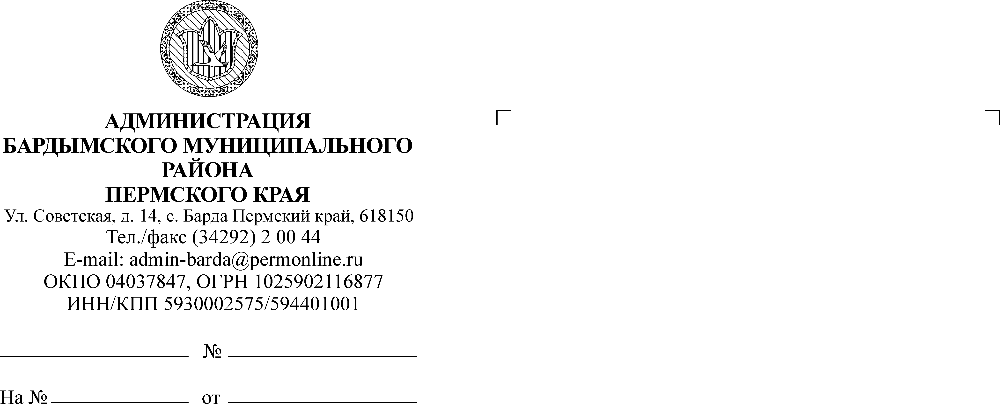 АДМИНИСТРАЦИЯ
БАРДЫМСКОГО МУНИЦИПАЛЬНОГО
РАЙОНА
ПЕРМСКОГО КРАЯ
Ул. Советская, д. 14, с. Барда Пермский край, 618150
Тел./факс (34292) 2 00 44
E-mail: admin-barda@permonline.ru
ОКПО 04037847, ОГРН 1025902116877
ИНН/КПП 5930002575/594401001
№
На № от